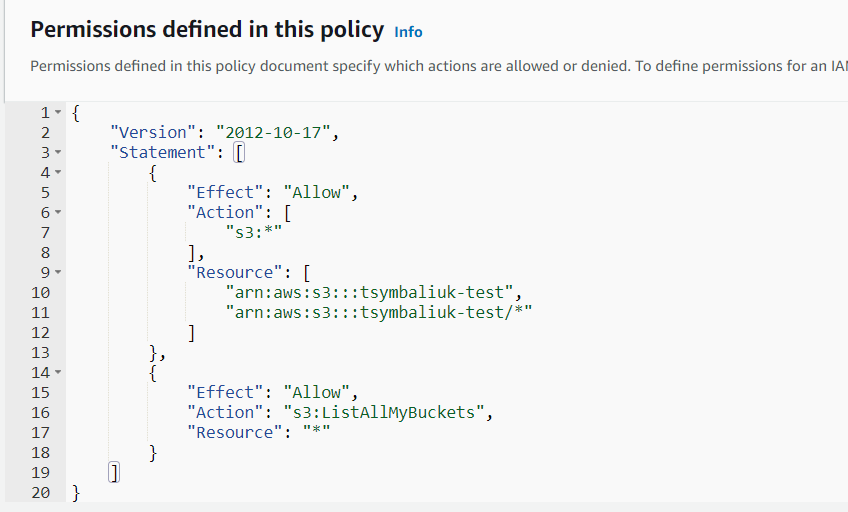 Permissions defined in this policy Info
Permissions defined in this policy document specify which actions are allowed or denied. To define permissions for an IAM
1 {
2 "Version": "2012-10-17",
3 "Statement": [
4 {
5 "Effect": "Allow",
6 "Action": [
7 "s3:*"
8 ],
9 "Resource": [
10 "arn:aws:s3:::tsymbaliuk-test",
11 "arn:aws:s3:::tsymbaliuk-test/*"
12 ]
13 },
14 {
15 "Effect": "Allow",
16 "Action": "s3:ListAllMyBuckets",
17 "Resource": "*"
18 }
19 ]
20 }